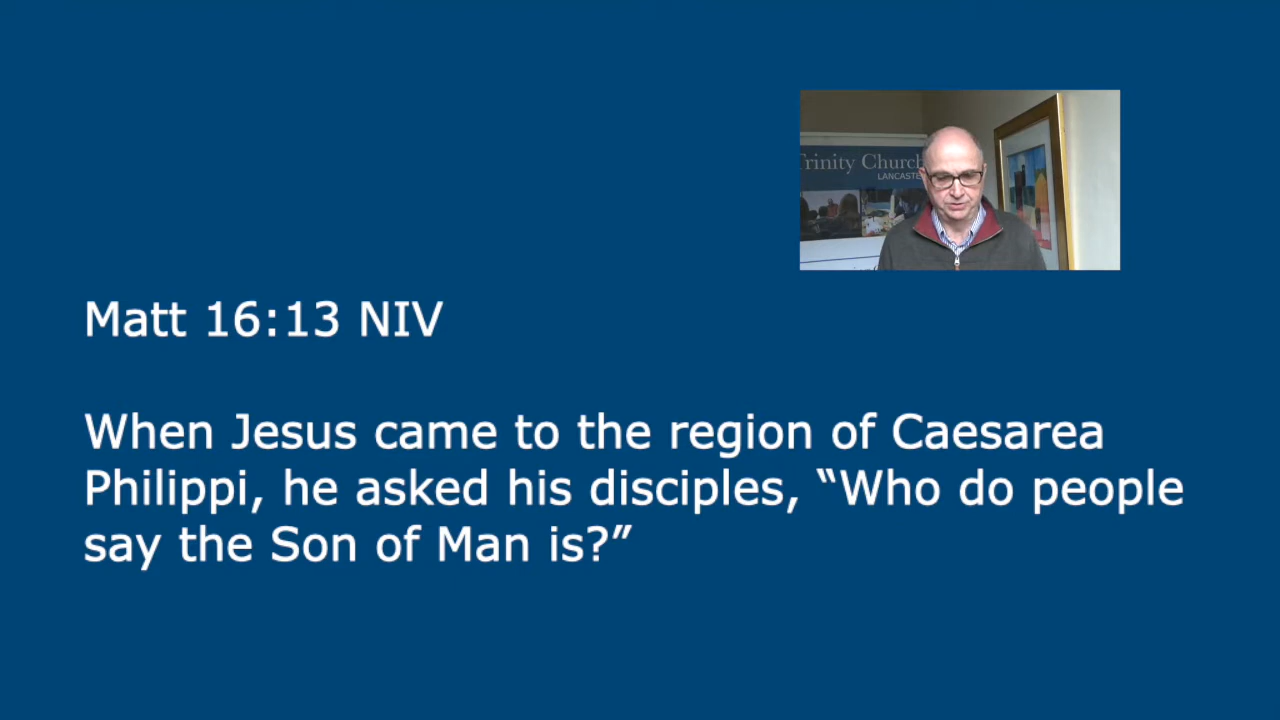 Trinity Church
LANCASTE
Matt 16:13 NIV
When Jesus came to the region of Caesarea
Philippi, he asked his disciples, “Who do people
say the Son of Man is?”